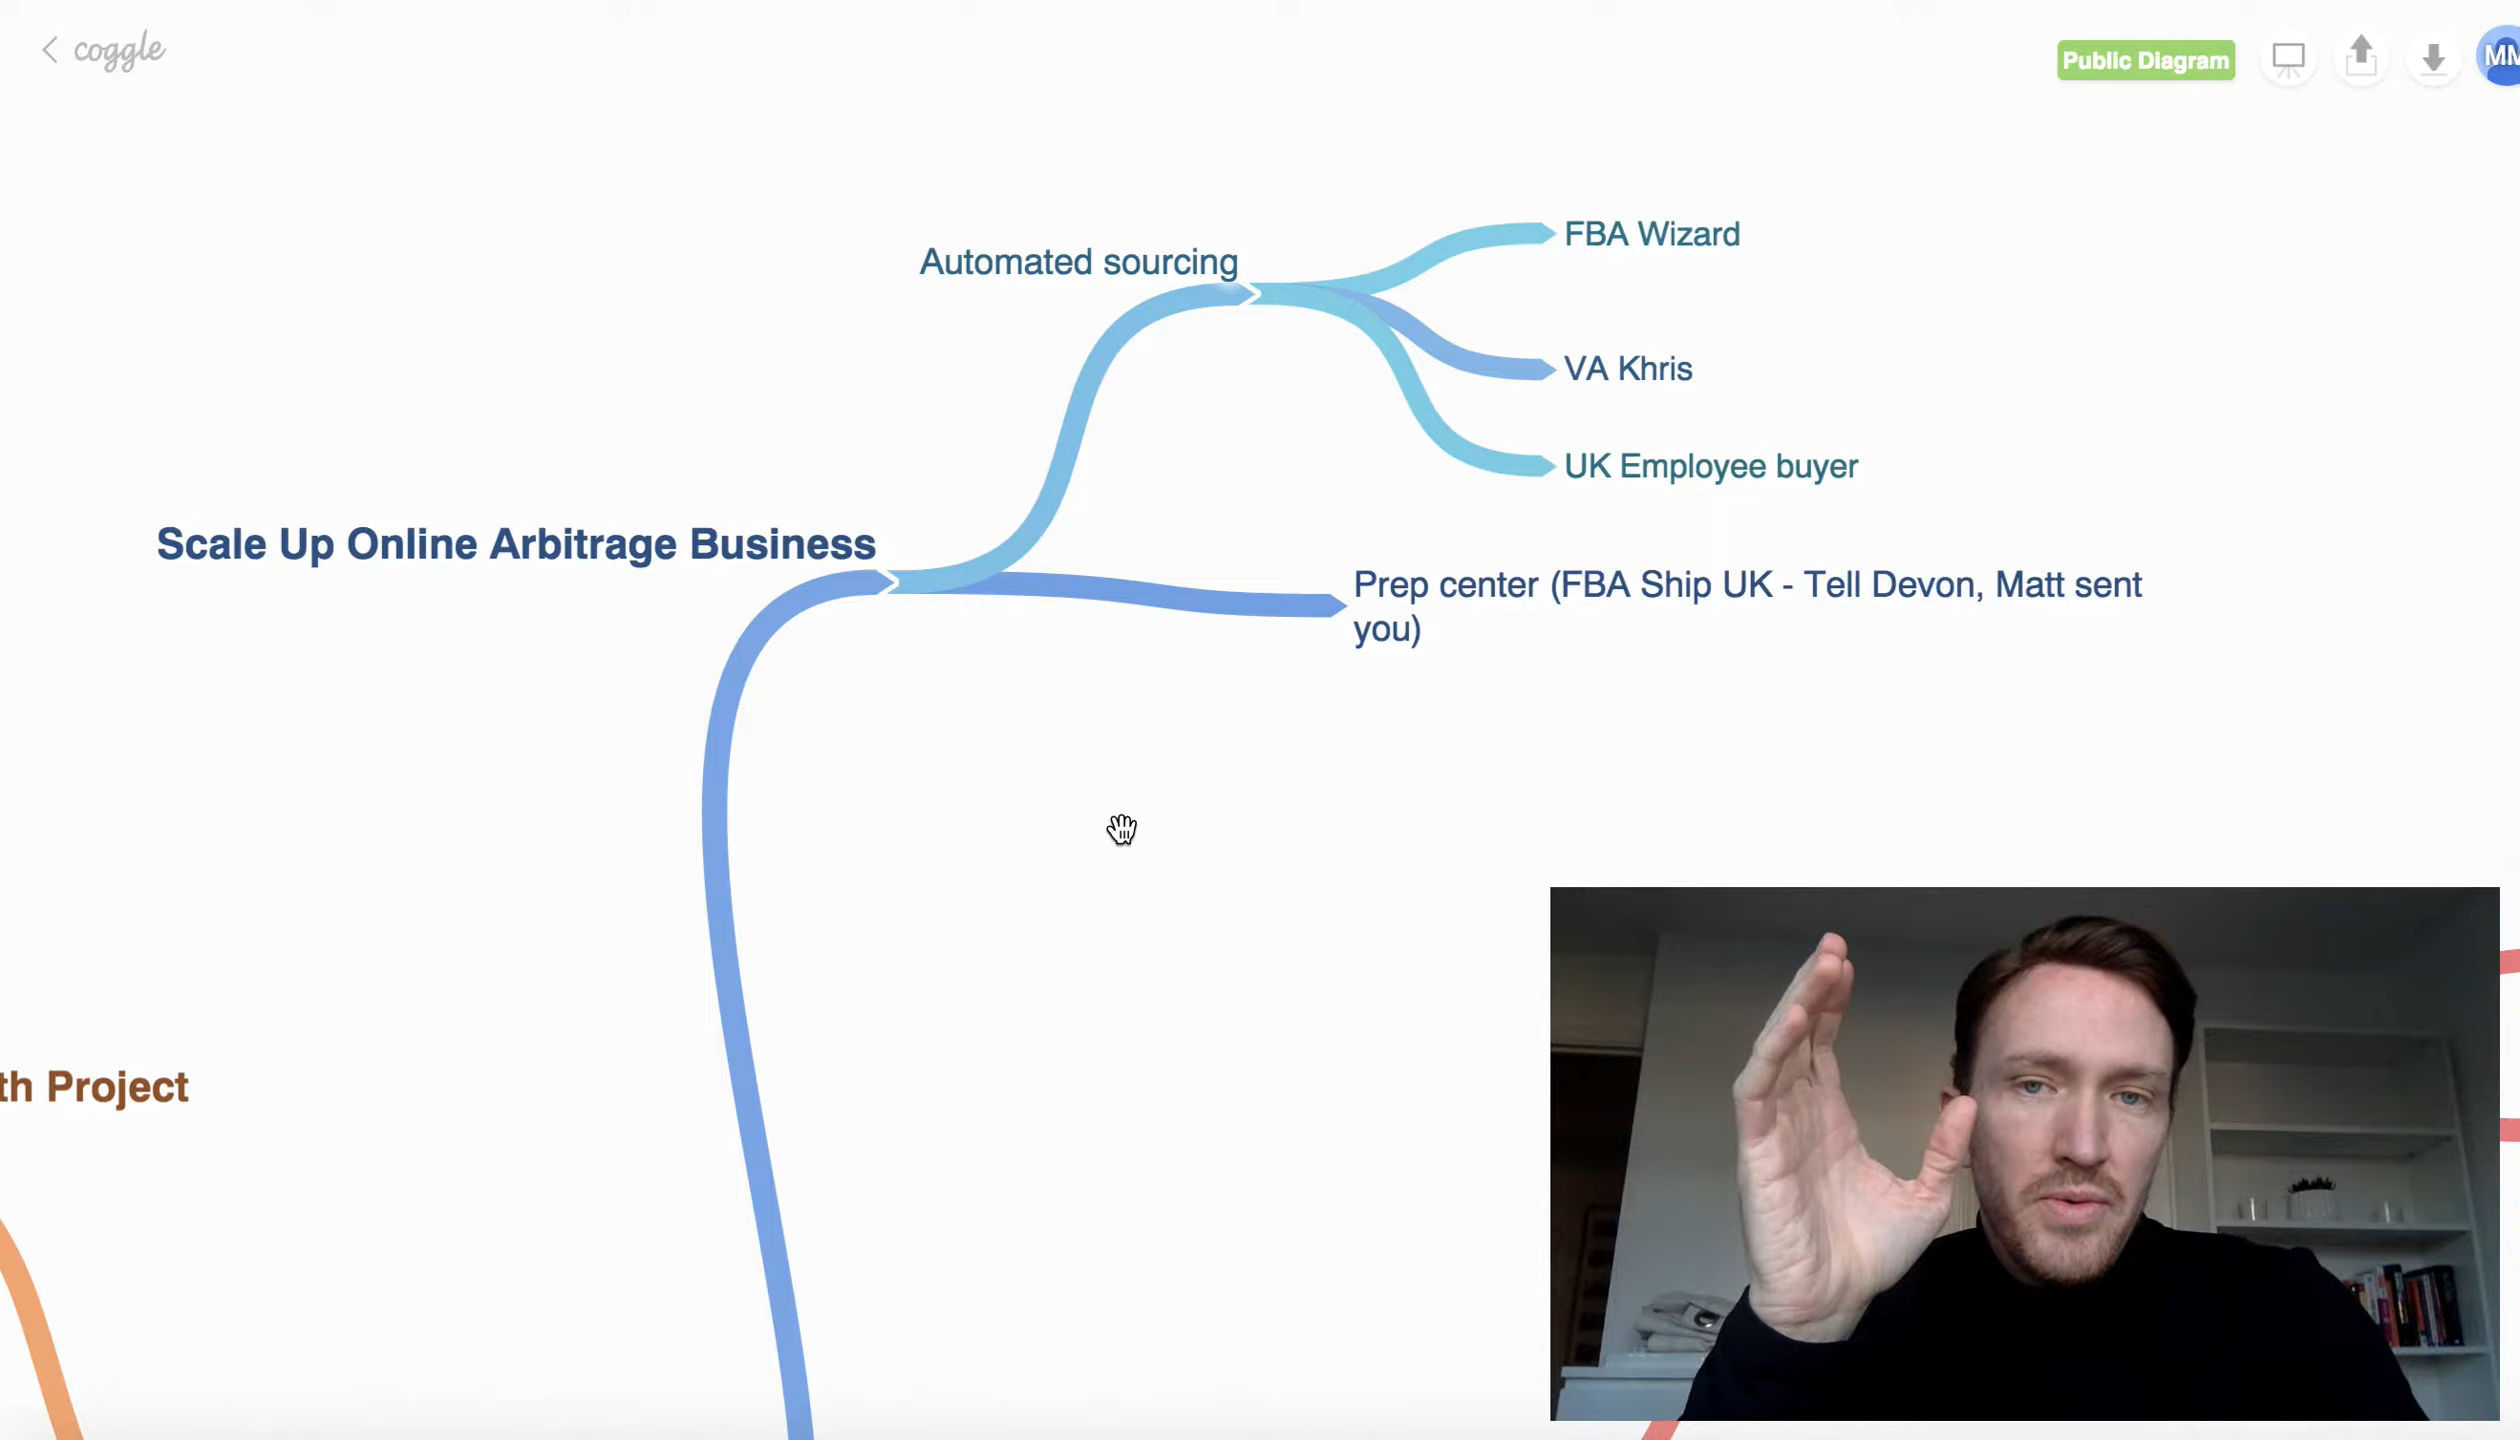 coggle
Public Diagram
MM
FBA Wizard
Automated sourcing
VA Khris
UK Employee buyer
Scale Up Online Arbitrage Business
Prep center (FBA Ship UK - Tell Devon, Matt sent
you)
th Project